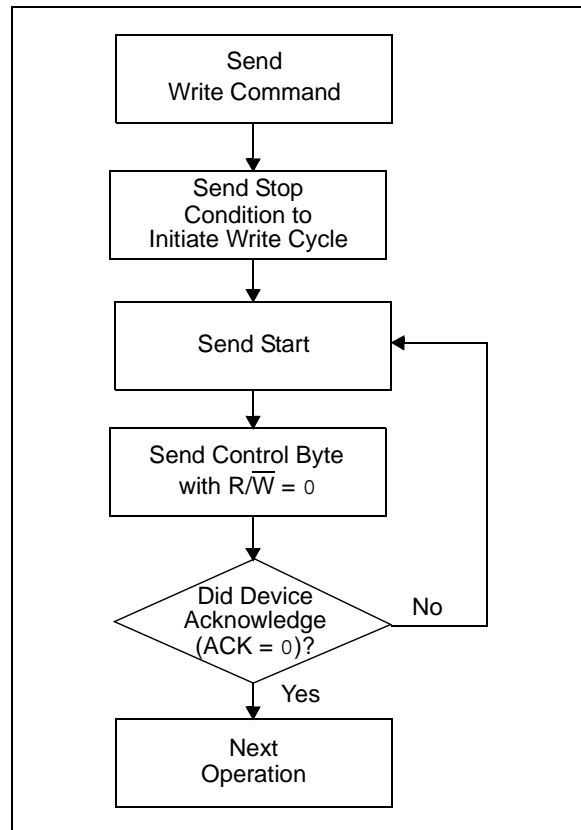 Send
Write Command
Send Stop
Condition to
Initiate Write Cycle
Send Start
Send Control Byte
with R/W̅ = 0
Did Device
Acknowledge
(ACK = 0)?
No
Yes
Next
Operation